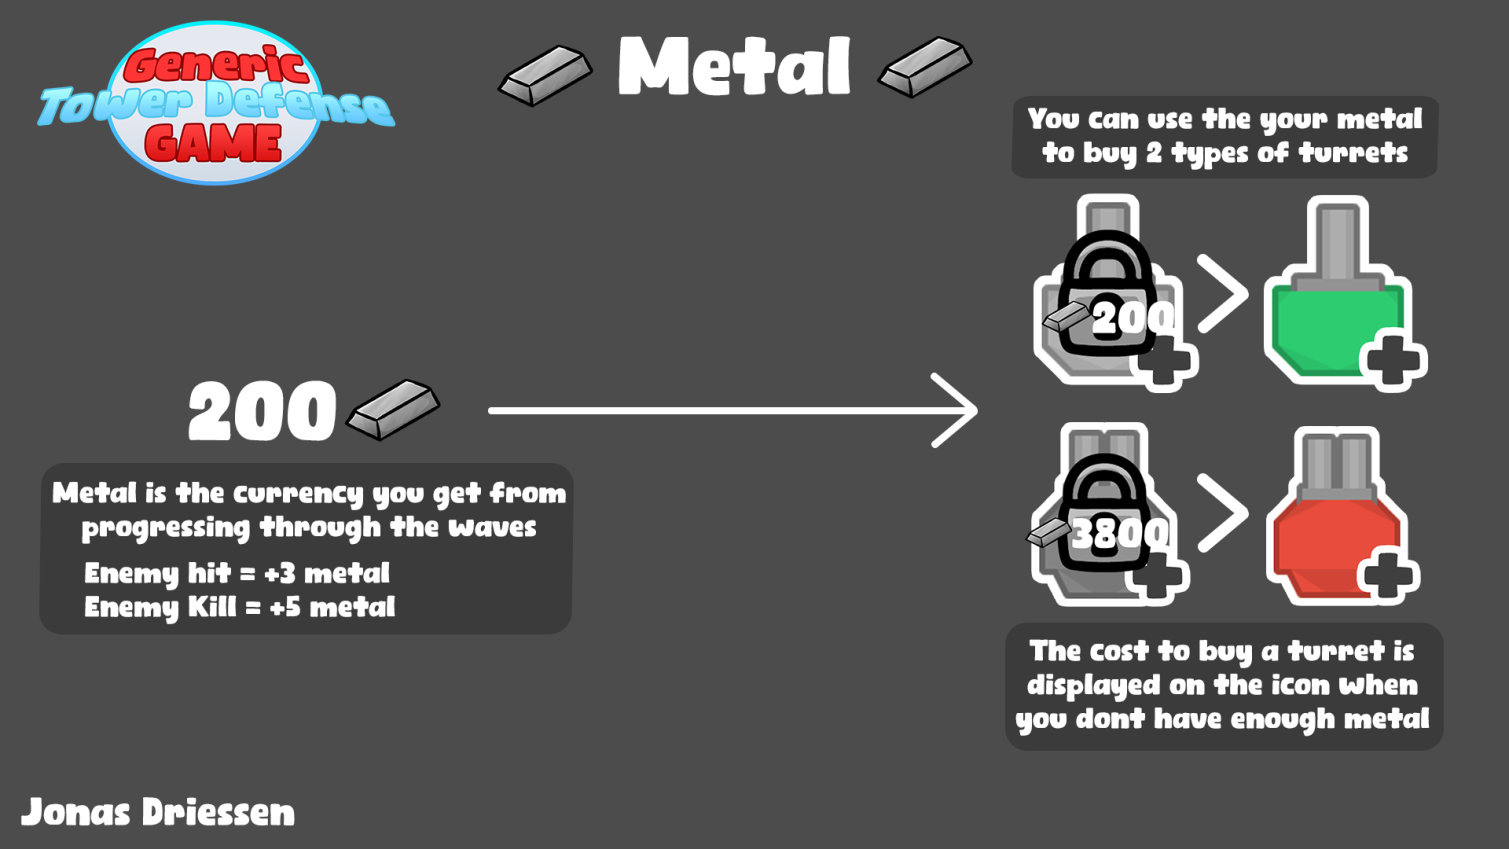 Generic
Tower Defense
GAME
Metal
You can use the your metal
to buy 2 types of turrets
200
3800
200
Metal is the currency you get from
progressing through the waves
Enemy hit = +3 metal
Enemy Kill = +5 metal
The cost to buy a turret is
displayed on the icon when
you dont have enough metal
Jonas Driessen